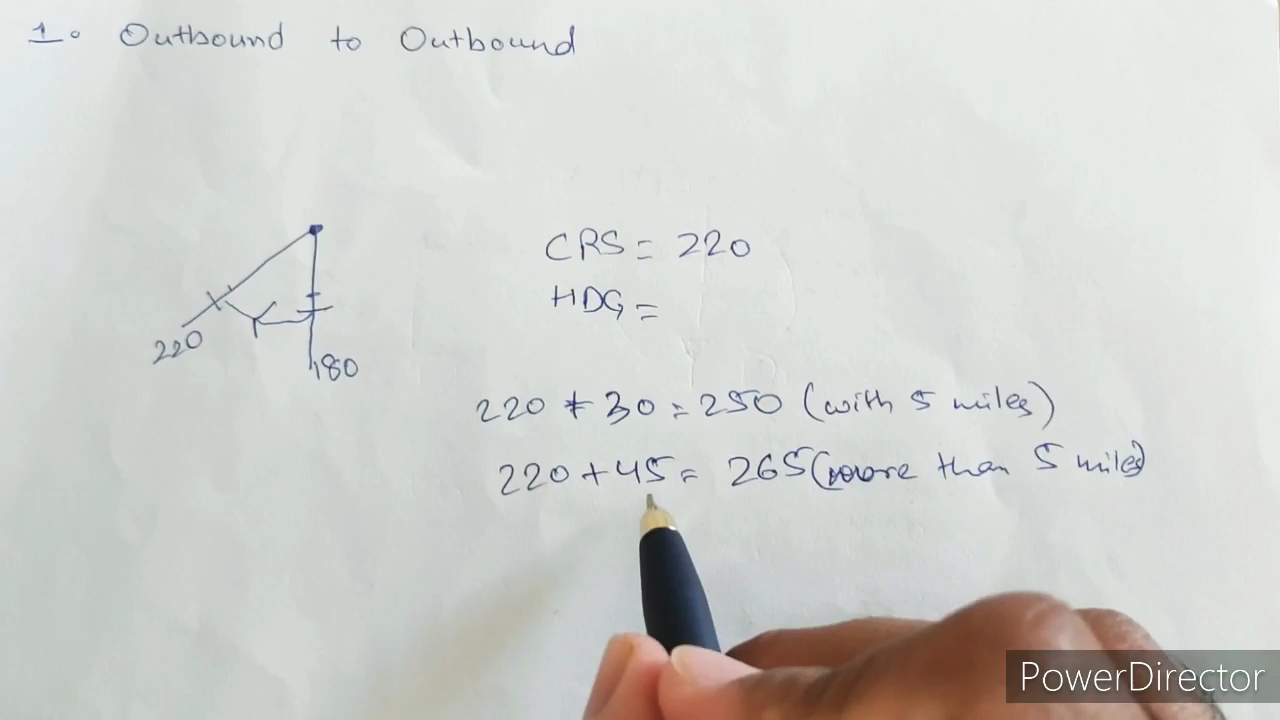 1. Outbound to Outbound
CRS = 220
HDG =
220
180
220 + 30 = 250 (with 5 miles)
220 + 45 = 265 (more than 5 miles)
PowerDirector